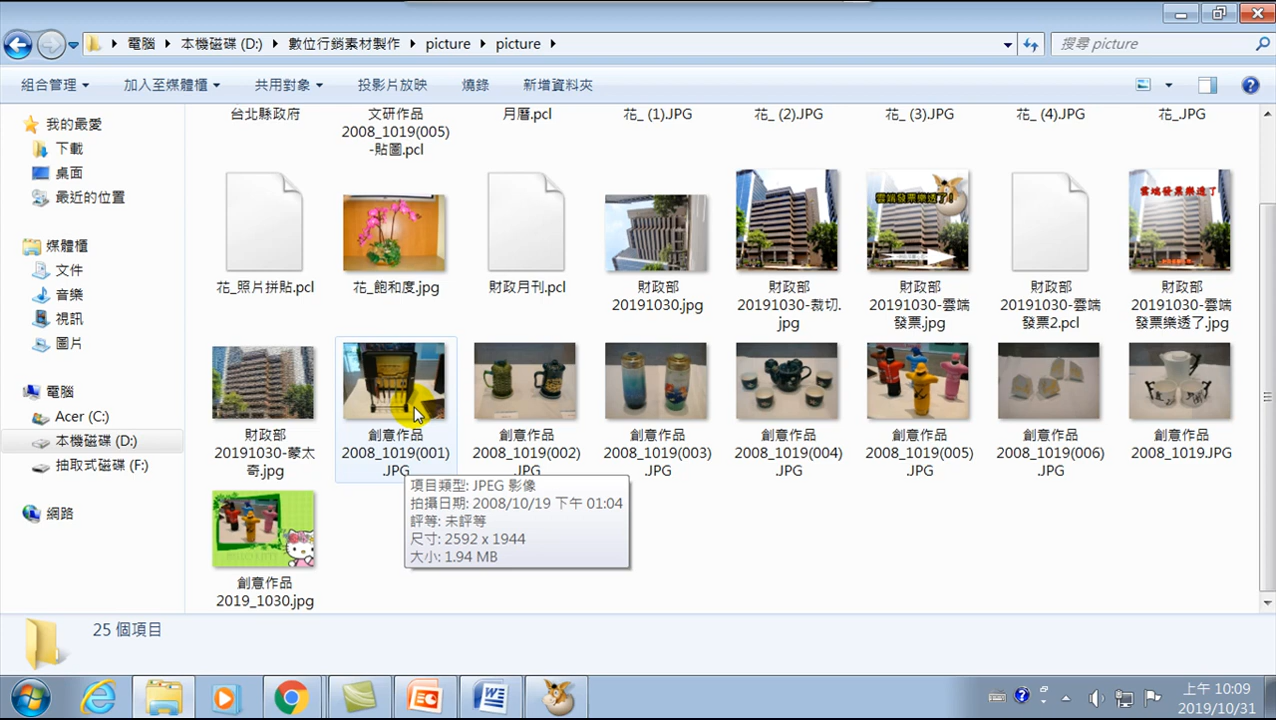 電腦 本機磁碟 (D:) 數位行銷素材製作 picture picture
搜尋 picture
組合管理 加入至媒體櫃 共用對象 投影片放映 燒錄 新增資料夾
我的最愛
下載
桌面
最近的位置
媒體櫃
文件
音樂
視訊
圖片
電腦
Acer (C:)
本機磁碟 (D:)
抽取式磁碟 (F:)
網路
台北縣政府
文研作品
2008_1019(005)
-貼圖.pcl
月曆.pcl
花_ (1).JPG
花_ (2).JPG
花_ (3).JPG
花_ (4).JPG
花_JPG
花_照片拼貼.pcl
花_飽和度.jpg
財政月刊.pcl
財政部
20191030.jpg
財政部
20191030-裁切.
jpg
雲端發票樂透了!
財政部
20191030-雲端
發票.jpg
財政部
20191030-雲端
發票2.pcl
雲端發票樂透了
財政部
20191030-雲端
發票樂透了.jpg
財政部
20191030-蒙太
奇.jpg
創意作品
2008_1019(001)
.JPG
創意作品
2008_1019(002)
.JPG
創意作品
2008_1019(003)
.JPG
創意作品
2008_1019(004)
.JPG
創意作品
2008_1019(005)
.JPG
創意作品
2008_1019(006)
.JPG
創意作品
2008_1019.JPG
項目類型: JPEG 影像
拍攝日期: 2008/10/19 下午 01:04
評等: 未評等
尺寸: 2592 x 1944
大小: 1.94 MB
創意作品
2019_1030.jpg
25 個項目
上午 10:09
2019/10/31